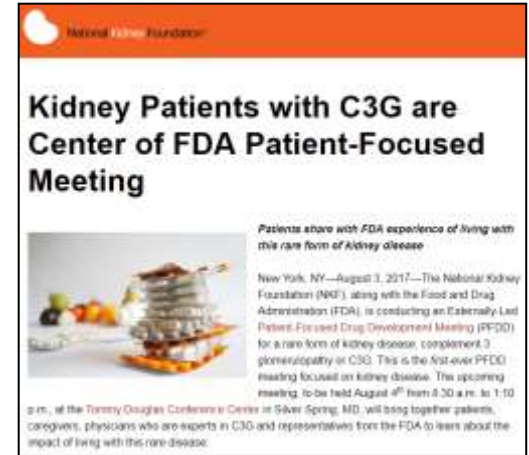 National Kidney Foundation
Kidney Patients with C3G are
Center of FDA Patient-Focused
Meeting
Patients share with FDA experience of living with
this rare form of kidney disease
New York, NY—August 3, 2017—The National Kidney
Foundation (NKF), along with the Food and Drug
Administration (FDA), is conducting an Externally-Led
Patient-Focused Drug Development Meeting (PFDD)
for a rare form of kidney disease, complement 3
glomerulopathy or C3G. This is the first-ever PFDD
meeting focused on kidney disease. This upcoming
meeting, to be held August 4th from 8:30 a.m. to 1:10
p.m., at the Tommy Douglas Conference Center in Silver Spring, MD, will bring together patients,
caregivers, physicians who are experts in C3G and representatives from the FDA to learn about the
impact of living with this rare disease.